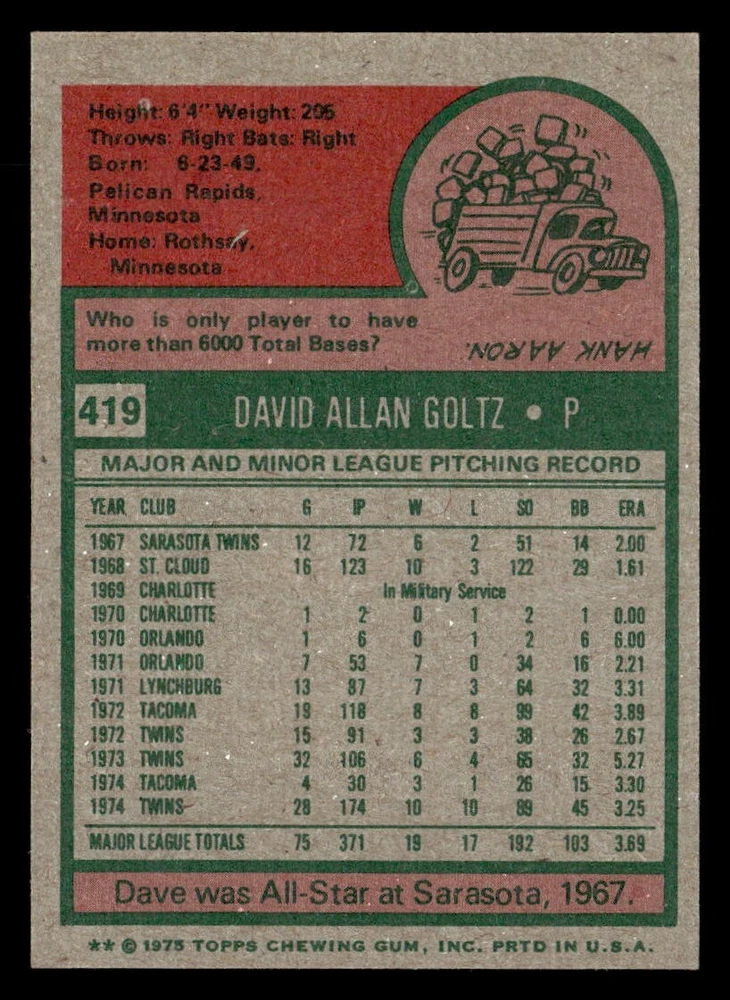 Height: 6'4" Weight: 205
Throws: Right Bats: Right
Born: 6-23-49,
Pelican Rapids,
Minnesota
Home: Rothsay,
Minnesota
Who is only player to have
more than 6000 Total Bases?
HANK AARON.
419 DAVID ALLAN GOLTZ • P
MAJOR AND MINOR LEAGUE PITCHING RECORD
YEAR CLUB G IP W L SO BB ERA
1967 SARASOTA TWINS 12 72 6 2 51 14 2.00
1968 ST. CLOUD 16 123 10 3 122 29 1.61
1969 CHARLOTTE In Military Service
1970 CHARLOTTE 1 2 0 1 2 1 0.00
1970 ORLANDO 1 6 0 1 2 6 6.00
1971 ORLANDO 7 53 7 0 34 16 2.21
1971 LYNCHBURG 13 87 7 3 64 32 3.31
1972 TACOMA 19 118 8 8 99 42 3.89
1972 TWINS 15 91 3 3 38 26 2.67
1973 TWINS 32 106 6 4 65 32 5.27
1974 TACOMA 4 30 3 1 26 15 3.30
1974 TWINS 28 174 10 10 89 45 3.25
MAJOR LEAGUE TOTALS 75 371 19 17 192 103 3.69
Dave was All-Star at Sarasota, 1967.
** © 1975 TOPPS CHEWING GUM, INC. PRTD IN U.S.A.